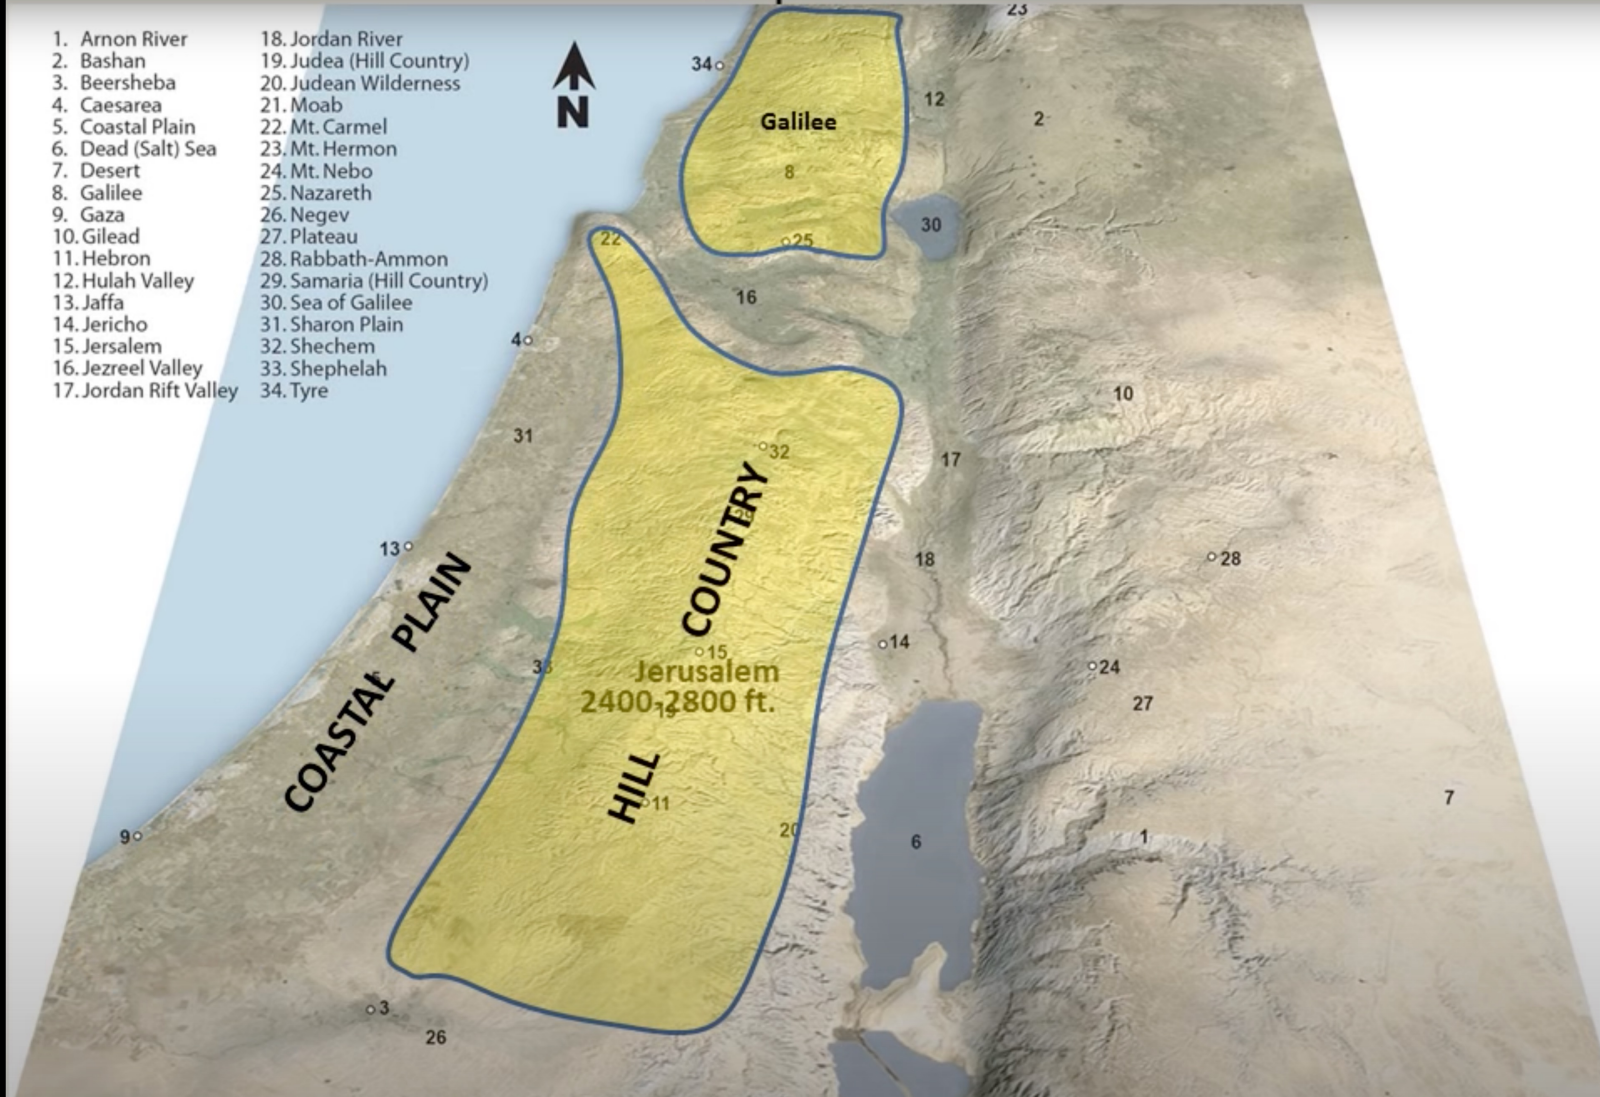 1. Arnon River
2. Bashan
3. Beersheba
4. Caesarea
5. Coastal Plain
6. Dead (Salt) Sea
7. Desert
8. Galilee
9. Gaza
10. Gilead
11. Hebron
12. Hulah Valley
13. Jaffa
14. Jericho
15. Jersalem
16. Jezreel Valley
17. Jordan Rift Valley
18. Jordan River
19. Judea (Hill Country)
20. Judean Wilderness
21. Moab
22. Mt. Carmel
23. Mt. Hermon
24. Mt. Nebo
25. Nazareth
26. Negev
27. Plateau
28. Rabbath-Ammon
29. Samaria (Hill Country)
30. Sea of Galilee
31. Sharon Plain
32. Shechem
33. Shephelah
34. Tyre
N
23
34
12
Galilee
2
8
30
22
25
16
4
10
31
32
17
COUNTRY
13
18
28
PLAIN
14
15
24
Jerusalem
2400-2800 ft.
19
27
COASTAL
HILL
11
7
9
20
6
1
3
26